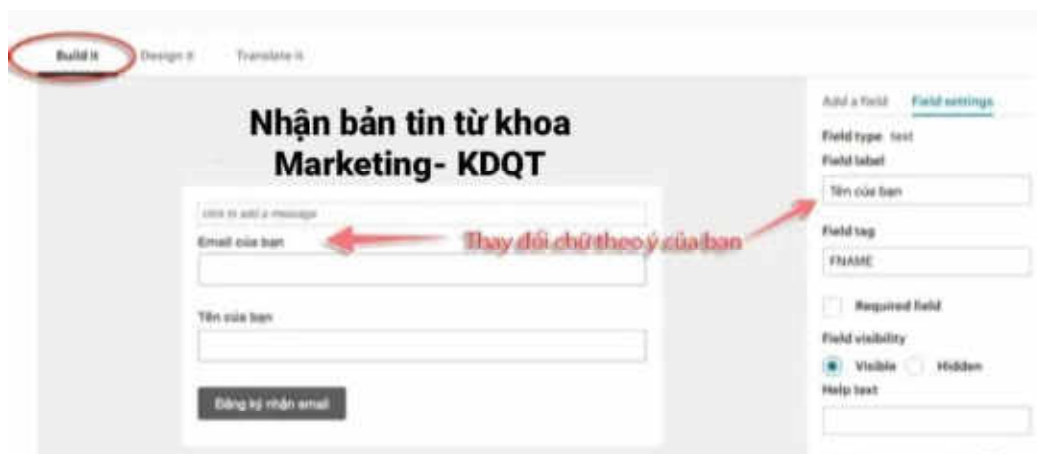 Build it
Design it
Translate it
Nhận bản tin từ khoa
Marketing- KDQT
click to add a message
Email của bạn
Thay đổi chữ theo ý của bạn
Tên của bạn
Đăng ký nhận email
Add a field
Field settings
Field type text
Field label
Tên của bạn
Field tag
FNAME
Required field
Field visibility
Visible
Hidden
Help text